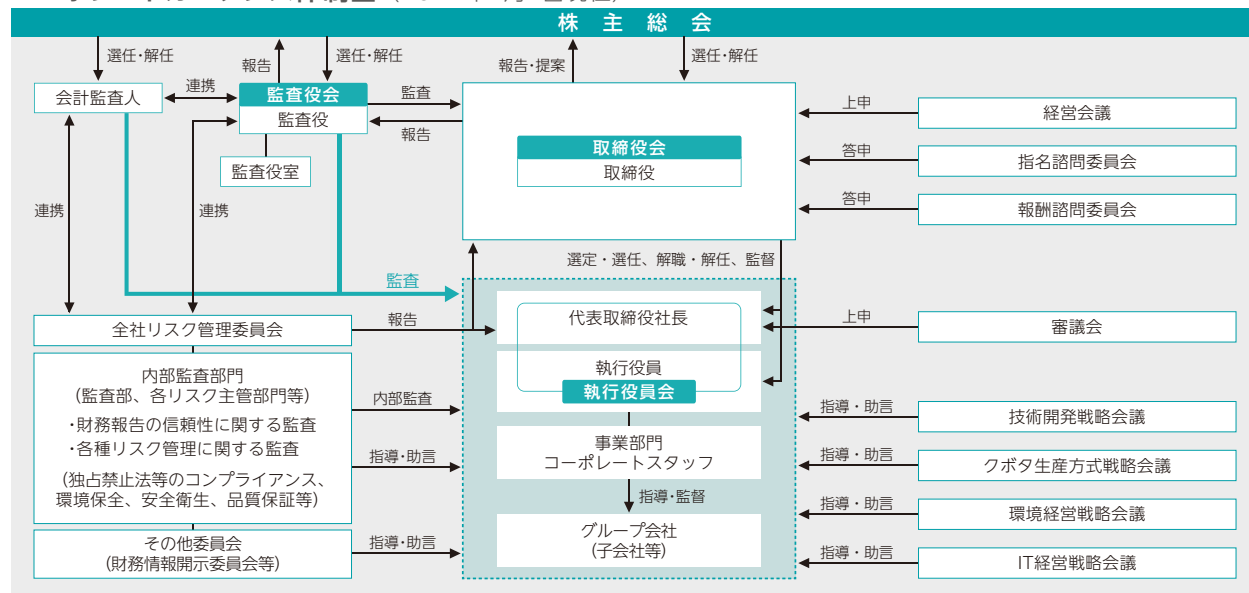 株主総会
選任・解任
報告
選任・解任
報告・提案
選任・解任
会計監査人
連携
監査役会
監査役
監査
報告
監査役室
連携
連携
取締役会
取締役
上申
経営会議
答申
指名諮問委員会
答申
報酬諮問委員会
選定・選任、解職・解任、監督
監査
全社リスク管理委員会
報告
代表取締役社長
上申
審議会
執行役員
執行役員会
内部監査部門
(監査部、各リスク主管部門等)
・財務報告の信頼性に関する監査
・各種リスク管理に関する監査
(独占禁止法等のコンプライアンス、
環境保全、安全衛生、品質保証等)
内部監査
指導・助言
事業部門
コーポレートスタッフ
指導・監督
グループ会社
(子会社等)
その他委員会
(財務情報開示委員会等)
指導・助言
指導・助言
技術開発戦略会議
指導・助言
クボタ生産方式戦略会議
指導・助言
環境経営戦略会議
指導・助言
IT経営戦略会議